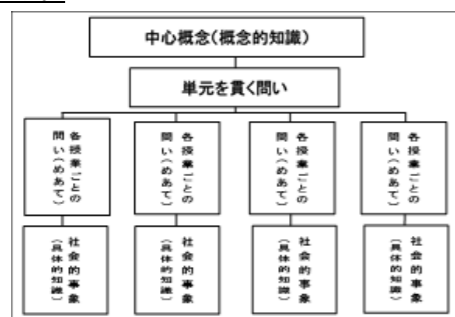 中心概念(概念的知識)
単元を貫く問い
各授業ごとの
問い(めあて)
各授業ごとの
問い(めあて)
各授業ごとの
問い(めあて)
各授業ごとの
問い(めあて)
社会的事象
(具体的知識)
社会的事象
(具体的知識)
社会的事象
(具体的知識)
社会的事象
(具体的知識)